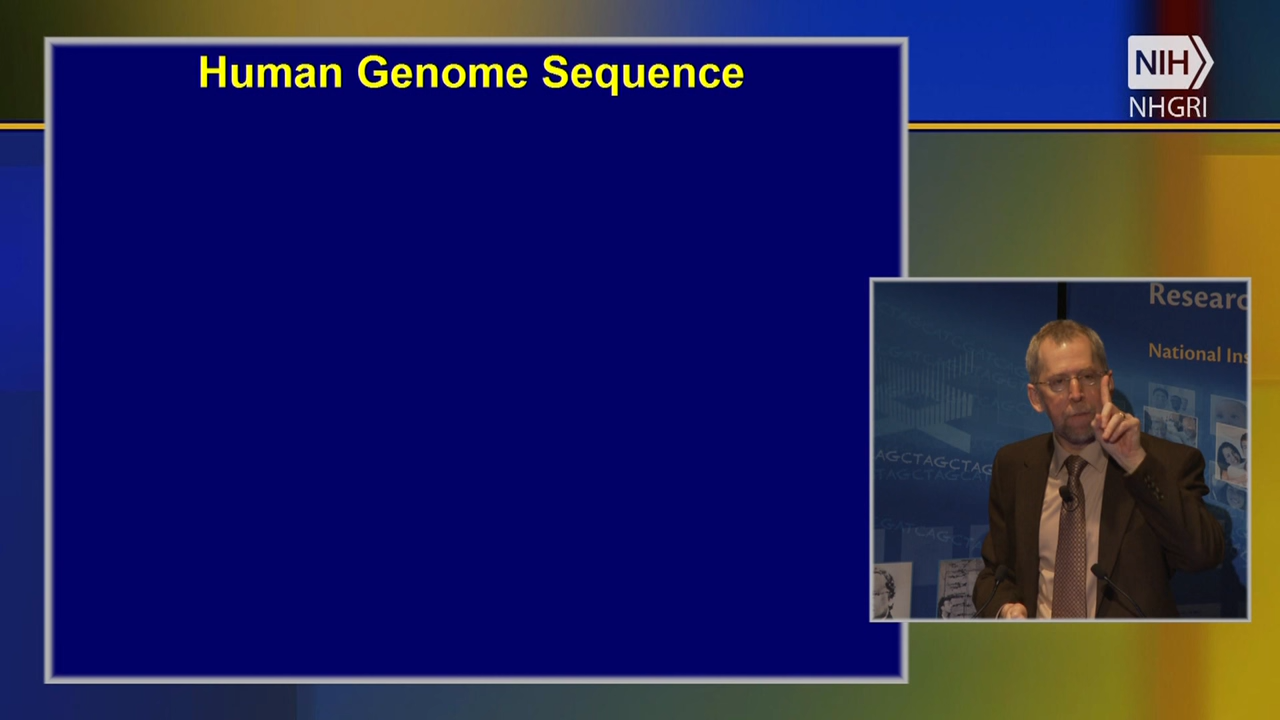 Human Genome Sequence
NIH
NHGRI
Researc
National Ins
AGCTAGCTAG